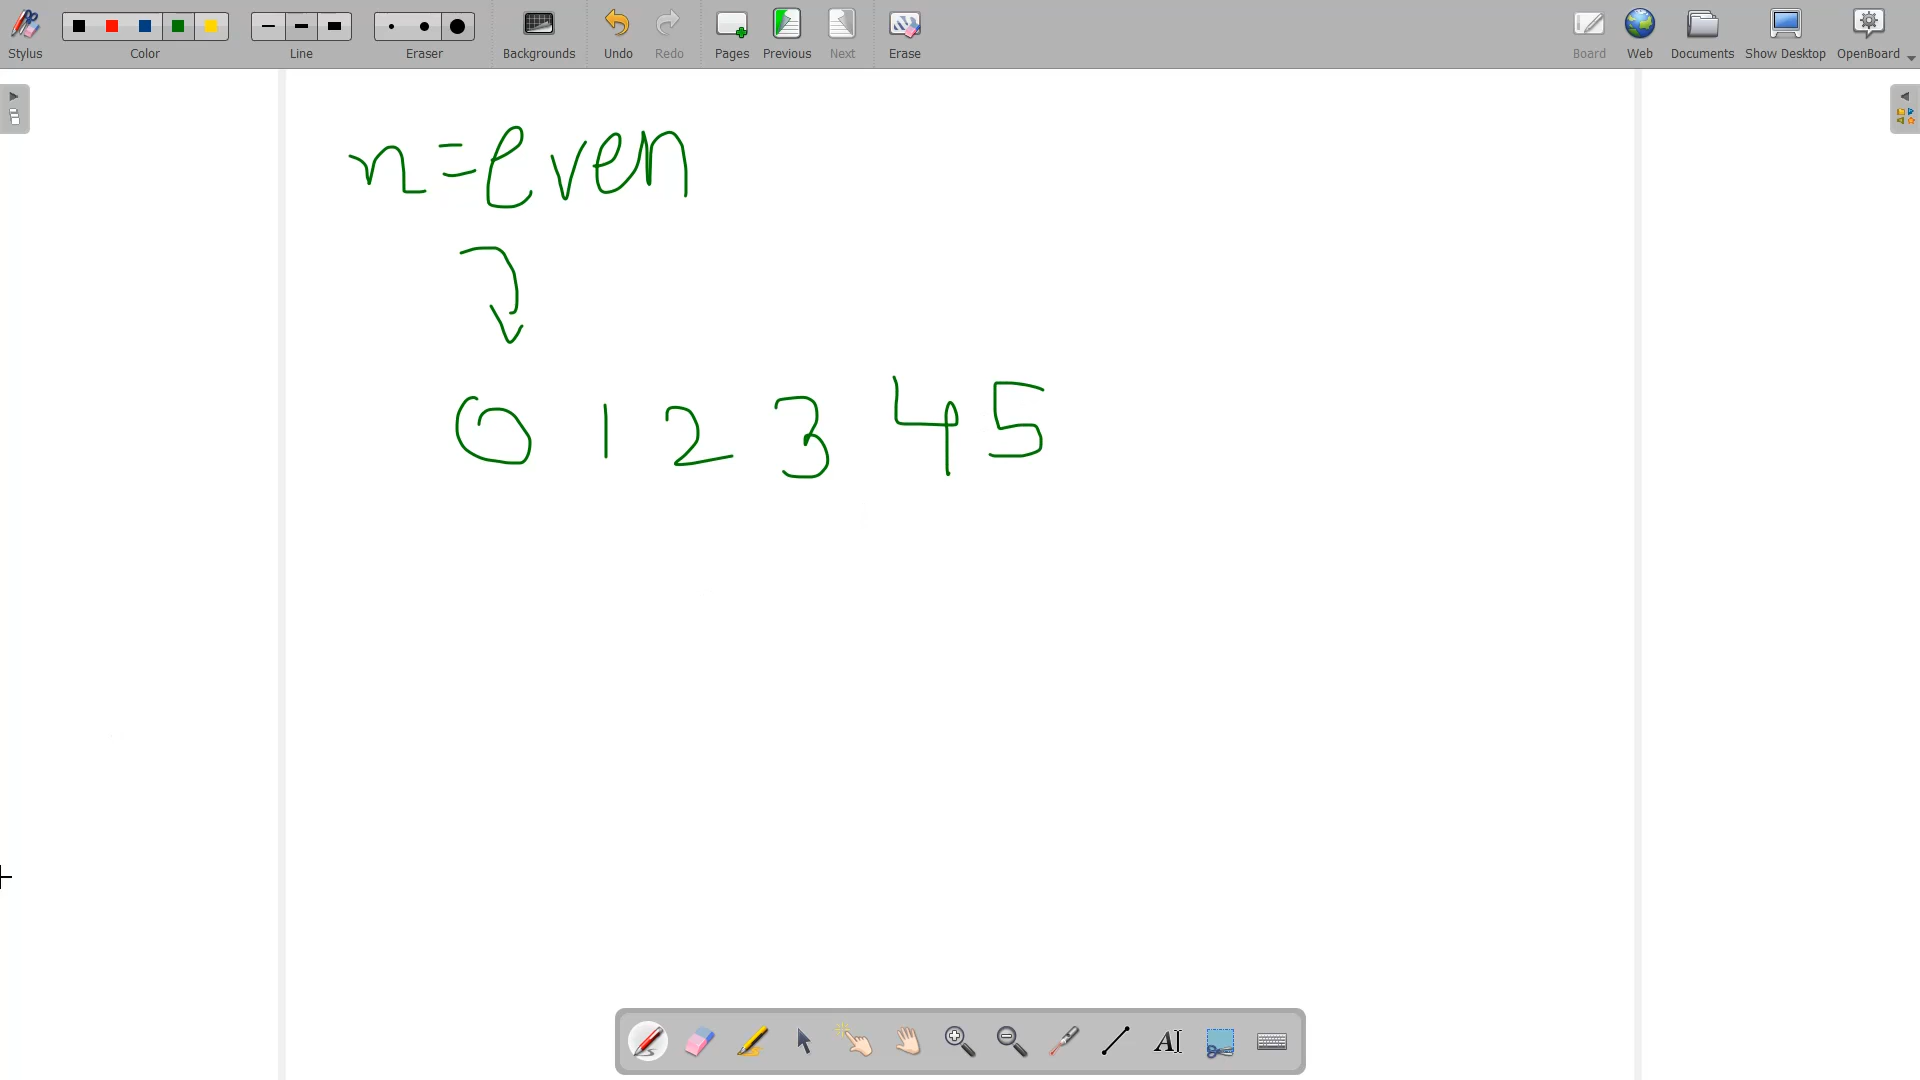 Stylus Color Line Eraser Backgrounds Undo Redo Pages Previous Next Erase Board Web Documents Show Desktop OpenBoard
n=even
0 1 2 3 4 5
AI